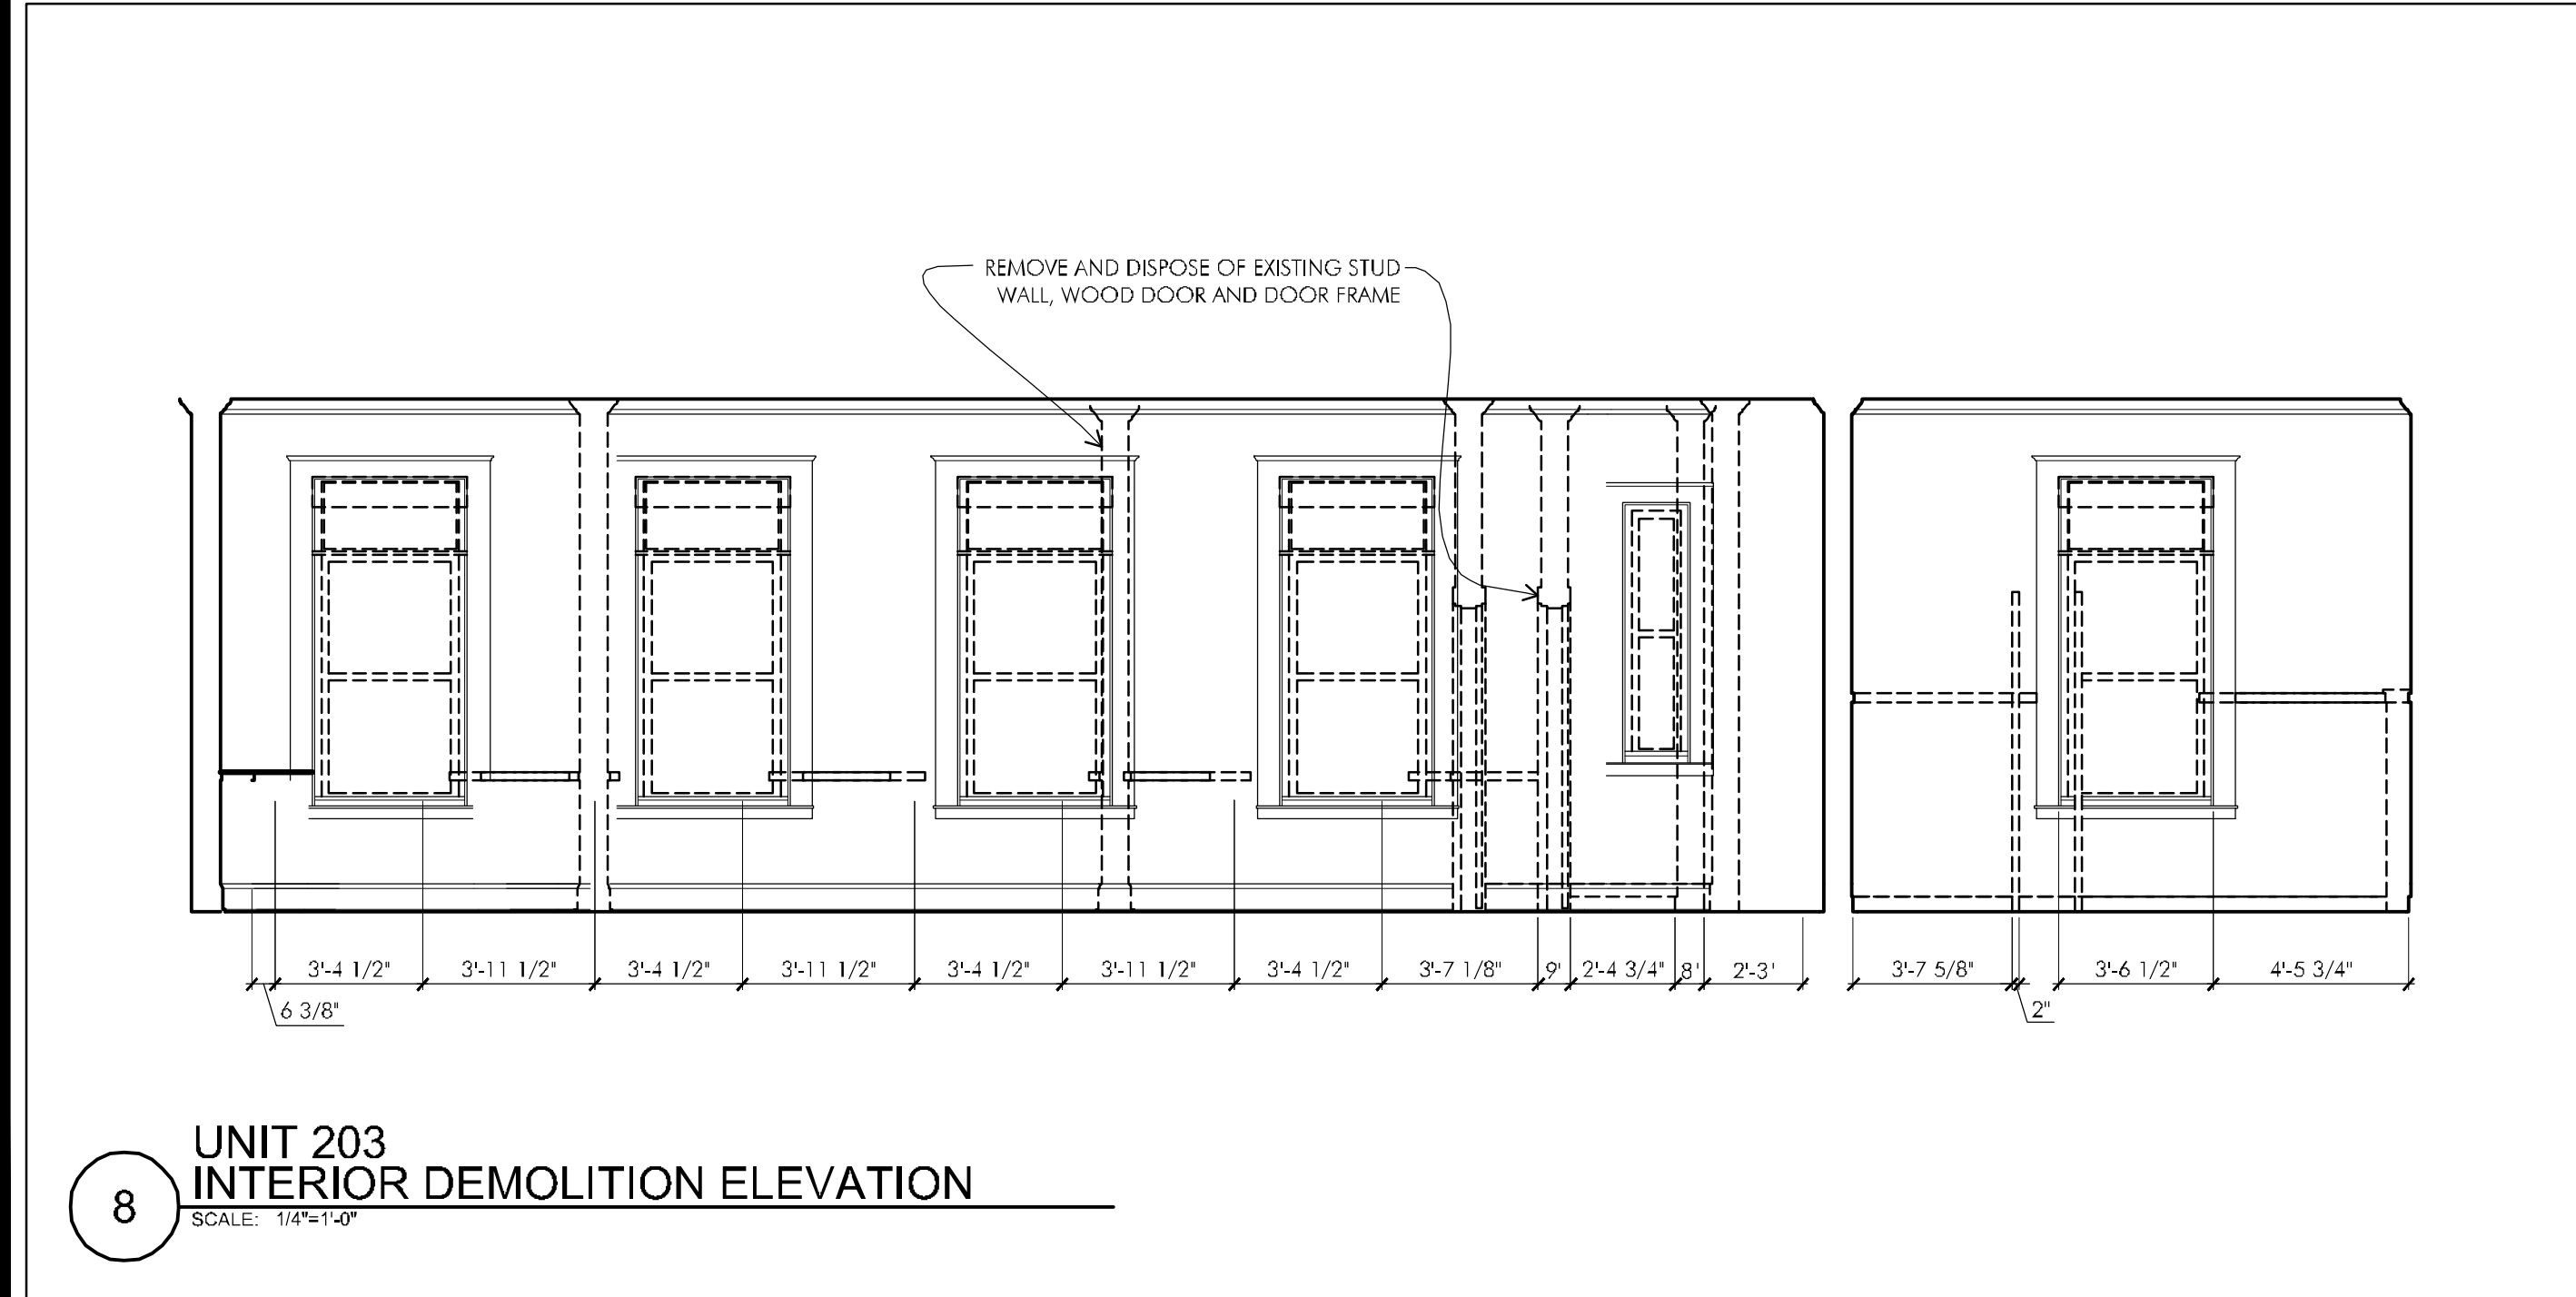 REMOVE AND DISPOSE OF EXISTING STUD
WALL, WOOD DOOR AND DOOR FRAME
3'-4 1/2" 3'-11 1/2" 3'-4 1/2" 3'-11 1/2" 3'-4 1/2" 3'-11 1/2" 3'-4 1/2" 3'-7 1/8" 9' 2'-4 3/4" 8' 2'-3' 3'-7 5/8" 3'-6 1/2" 4'-5 3/4"
6 3/8" 2"
UNIT 203
INTERIOR DEMOLITION ELEVATION
8
SCALE: 1/4"=1'-0"